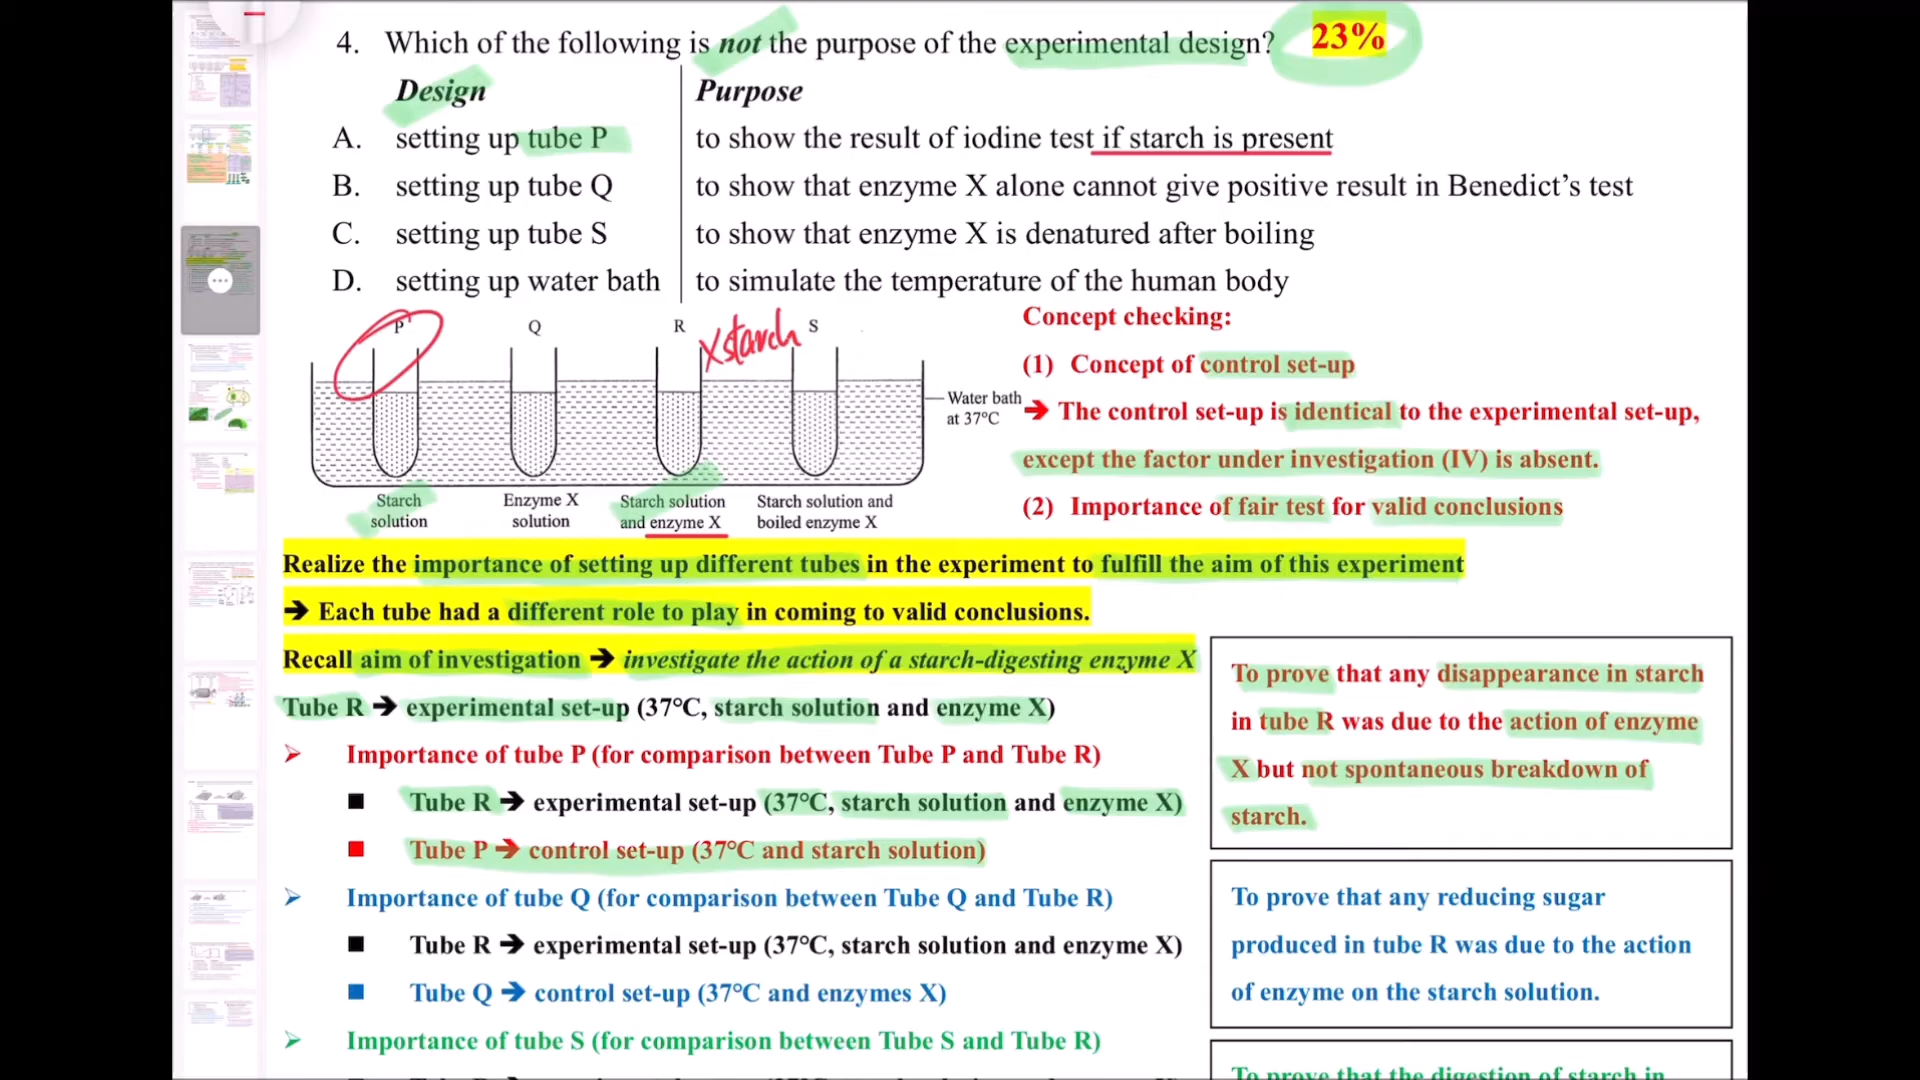 4. Which of the following is not the purpose of the experimental design? 23%
Design Purpose
A. setting up tube P to show the result of iodine test if starch is present
B. setting up tube Q to show that enzyme X alone cannot give positive result in Benedict's test
C. setting up tube S to show that enzyme X is denatured after boiling
D. setting up water bath to simulate the temperature of the human body
P Q R X starch S
Water bath
at 37°C
Starch
solution
Enzyme X
solution
Starch solution
and enzyme X
Starch solution and
boiled enzyme X
Concept checking:
(1) Concept of control set-up
➔ The control set-up is identical to the experimental set-up,
except the factor under investigation (IV) is absent.
(2) Importance of fair test for valid conclusions
Realize the importance of setting up different tubes in the experiment to fulfill the aim of this experiment
➔ Each tube had a different role to play in coming to valid conclusions.
Recall aim of investigation ➔ investigate the action of a starch-digesting enzyme X
Tube R ➔ experimental set-up (37°C, starch solution and enzyme X)
➢ Importance of tube P (for comparison between Tube P and Tube R)
■ Tube R ➔ experimental set-up (37°C, starch solution and enzyme X)
■ Tube P ➔ control set-up (37°C and starch solution)
➢ Importance of tube Q (for comparison between Tube Q and Tube R)
■ Tube R ➔ experimental set-up (37°C, starch solution and enzyme X)
■ Tube Q ➔ control set-up (37°C and enzymes X)
➢ Importance of tube S (for comparison between Tube S and Tube R)
To prove that any disappearance in starch
in tube R was due to the action of enzyme
X but not spontaneous breakdown of
starch.
To prove that any reducing sugar
produced in tube R was due to the action
of enzyme on the starch solution.
To prove that the digestion of starch in